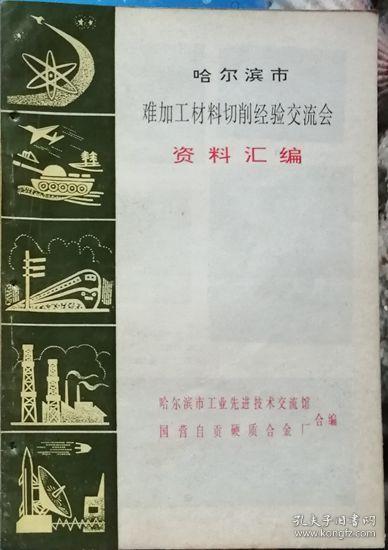 哈尔滨市
难加工材料切削经验交流会
资料汇编
哈尔滨市工业先进技术交流馆
国营自贡硬质合金厂
合编
孔夫子旧书网
kongfz.com